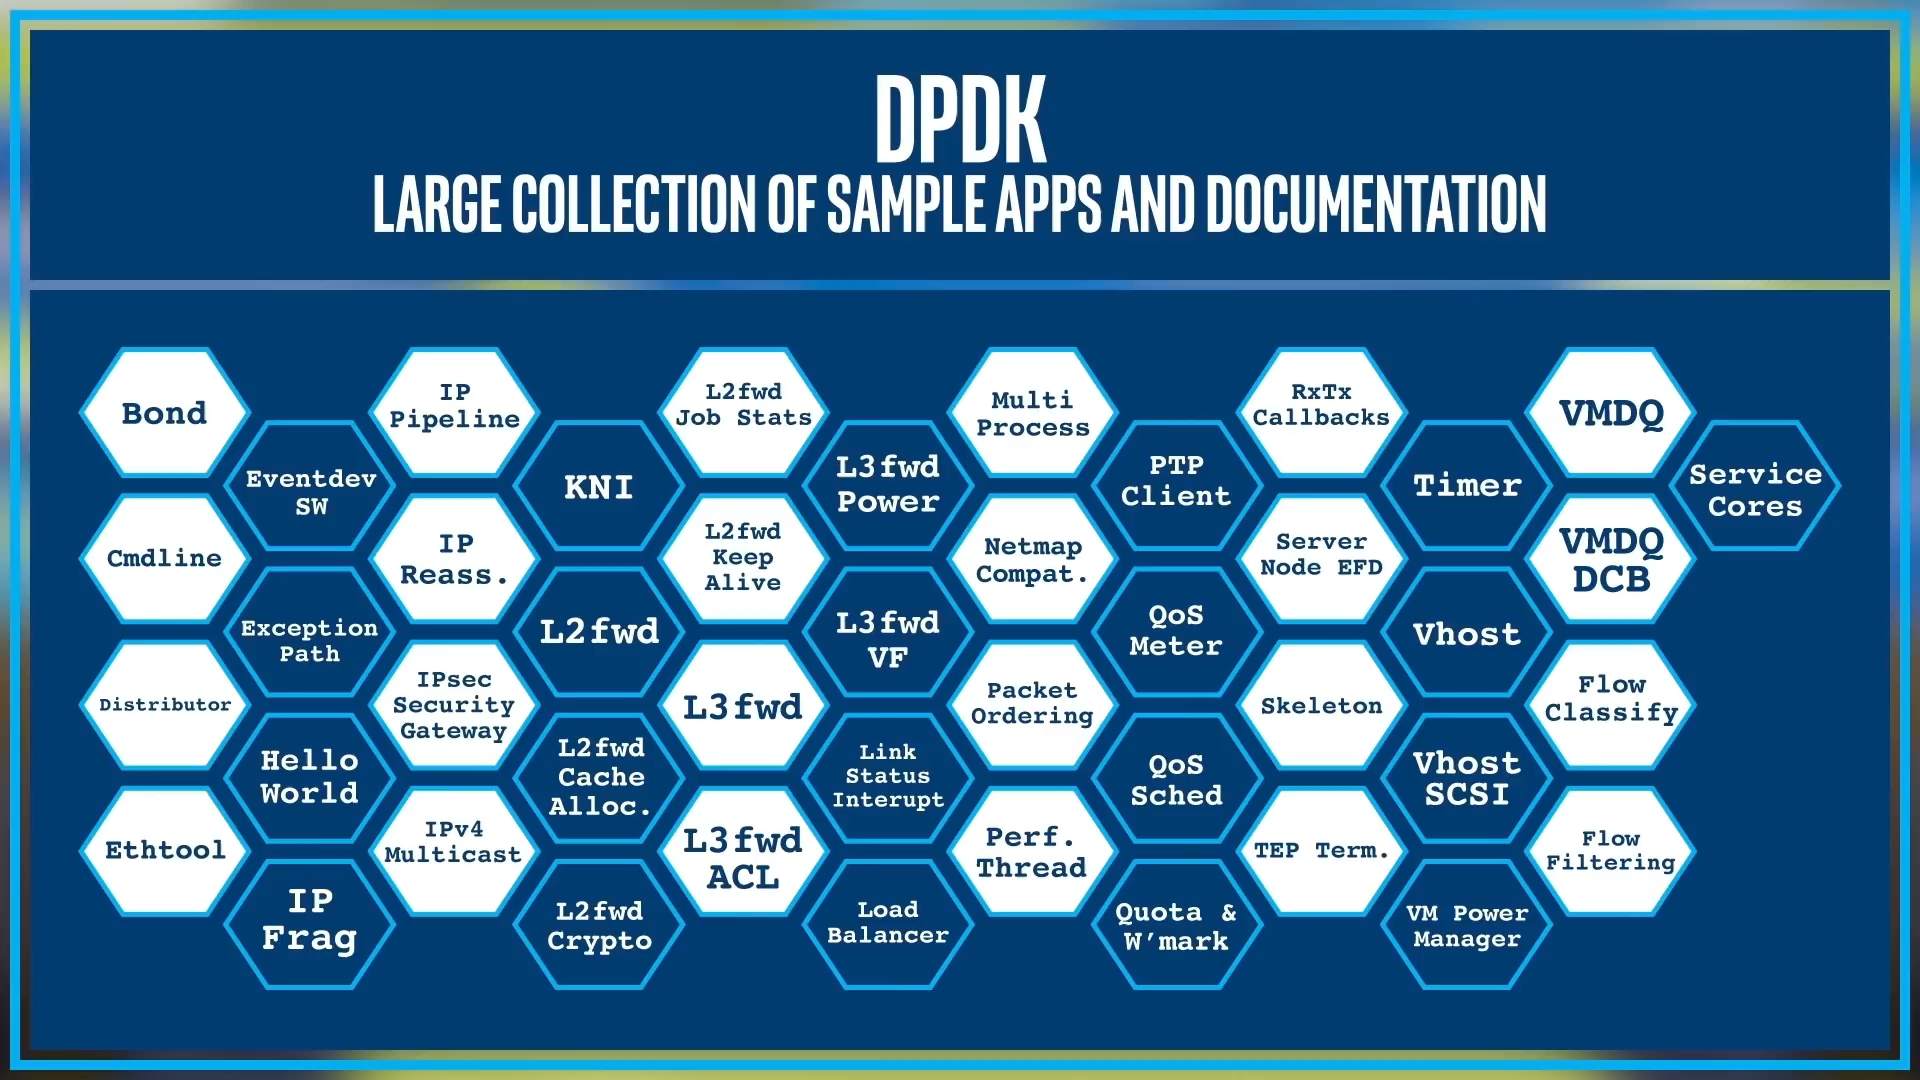 DPDK
LARGE COLLECTION OF SAMPLE APPS AND DOCUMENTATION
Bond
Cmdline
Distributor
Ethtool
Eventdev
SW
Exception
Path
Hello
World
IP
Frag
IP
Pipeline
IP
Reass.
IPsec
Security
Gateway
IPv4
Multicast
KNI
L2fwd
L2fwd
Cache
Alloc.
L2fwd
Crypto
L2fwd
Job Stats
L2fwd
Keep
Alive
L3fwd
L3fwd
ACL
L3fwd
Power
L3fwd
VF
Link
Status
Interupt
Load
Balancer
Multi
Process
Netmap
Compat.
Packet
Ordering
Perf.
Thread
PTP
Client
QoS
Meter
QoS
Sched
Quota &
W’mark
RxTx
Callbacks
Server
Node EFD
Skeleton
TEP Term.
Timer
Vhost
Vhost
SCSI
VM Power
Manager
VMDQ
VMDQ
DCB
Flow
Classify
Flow
Filtering
Service
Cores